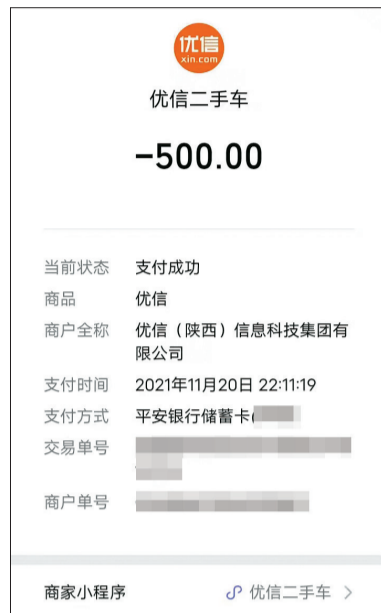 优信
xin.com
优信二手车
-500.00
当前状态 支付成功
商品 优信
商户全称 优信（陕西）信息科技集团有
限公司
支付时间 2021年11月20日 22:11:19
支付方式 平安银行储蓄卡(
交易单号
商户单号
商家小程序 优信二手车 >